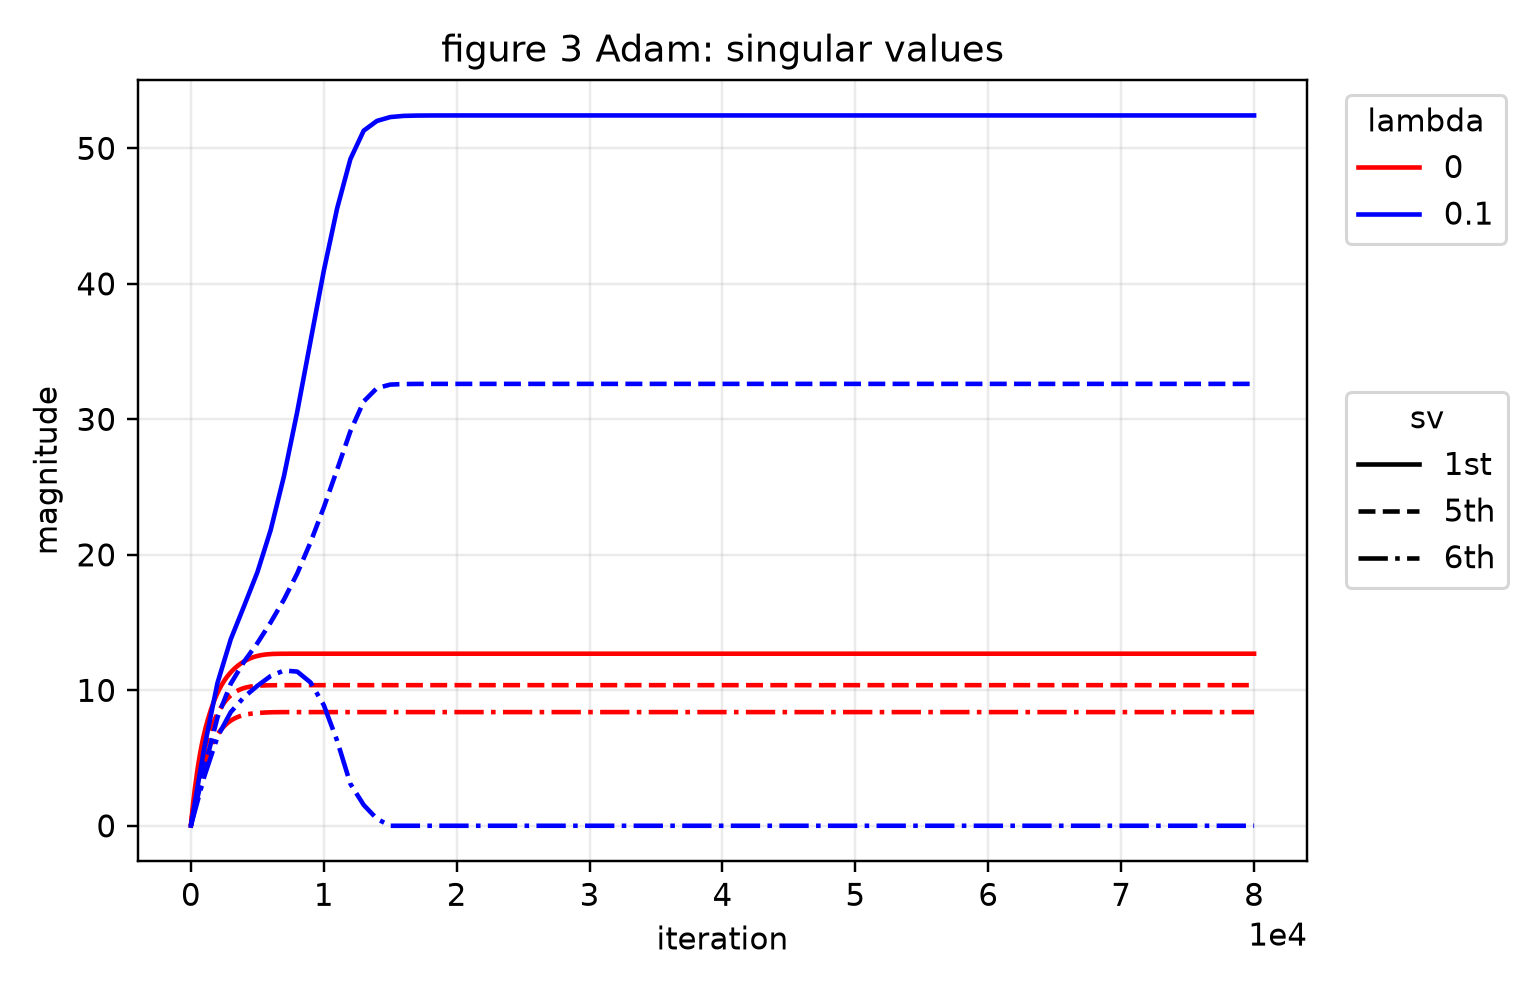 figure 3 Adam: singular values
magnitude
50
40
30
20
10
0
0 1 2 3 4 5 6 7 8
1e4
iteration
lambda
0
0.1
sv
1st
5th
6th